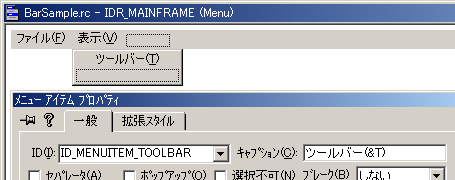 BarSample.rc - IDR_MAINFRAME (Menu)
ﾌｧｲﾙ(F) 表示(V)
ﾂｰﾙﾊﾞｰ(T)
ﾒﾆｭｰ ｱｲﾃﾑ ﾌﾟﾛﾊﾟﾃｨ
? 一般 拡張ｽﾀｲﾙ
ID(I): ID_MENUITEM_TOOLBAR ｷｬﾌﾟｼｮﾝ(C): ﾂｰﾙﾊﾞｰ(&T)
ｾﾊﾟﾚｰﾀ(A) ﾎﾟｯﾌﾟｱｯﾌﾟ(O) 選択不可(N) ﾌﾞﾚｰｸ(B) しない